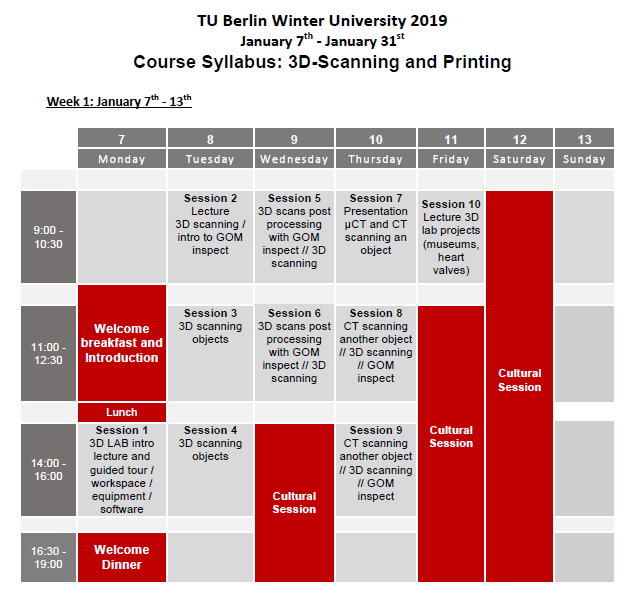 TU Berlin Winter University 2019
January 7th - January 31st
Course Syllabus: 3D-Scanning and Printing
Week 1: January 7th - 13th
7 8 9 10 11 12 13
Monday Tuesday Wednesday Thursday Friday Saturday Sunday
9:00 -
10:30
Session 2
Lecture
3D scanning /
intro to GOM
inspect
Session 5
3D scans post
processing
with GOM
inspect // 3D
scanning
Session 7
Presentation
µCT and CT
scanning an
object
Session 10
Lecture 3D
lab projects
(museums,
heart
valves)
11:00 -
12:30
Welcome
breakfast and
Introduction
Session 3
3D scanning
objects
Session 6
3D scans post
processing
with GOM
inspect // 3D
scanning
Session 8
CT scanning
another object
// 3D scanning
// GOM
inspect
Cultural
Session
Lunch
14:00 -
16:00
Session 1
3D LAB intro
lecture and
guided tour /
workspace /
equipment /
software
Session 4
3D scanning
objects
Cultural
Session
Session 9
CT scanning
another object
// 3D scanning
// GOM
inspect
Cultural
Session
16:30 -
19:00
Welcome
Dinner